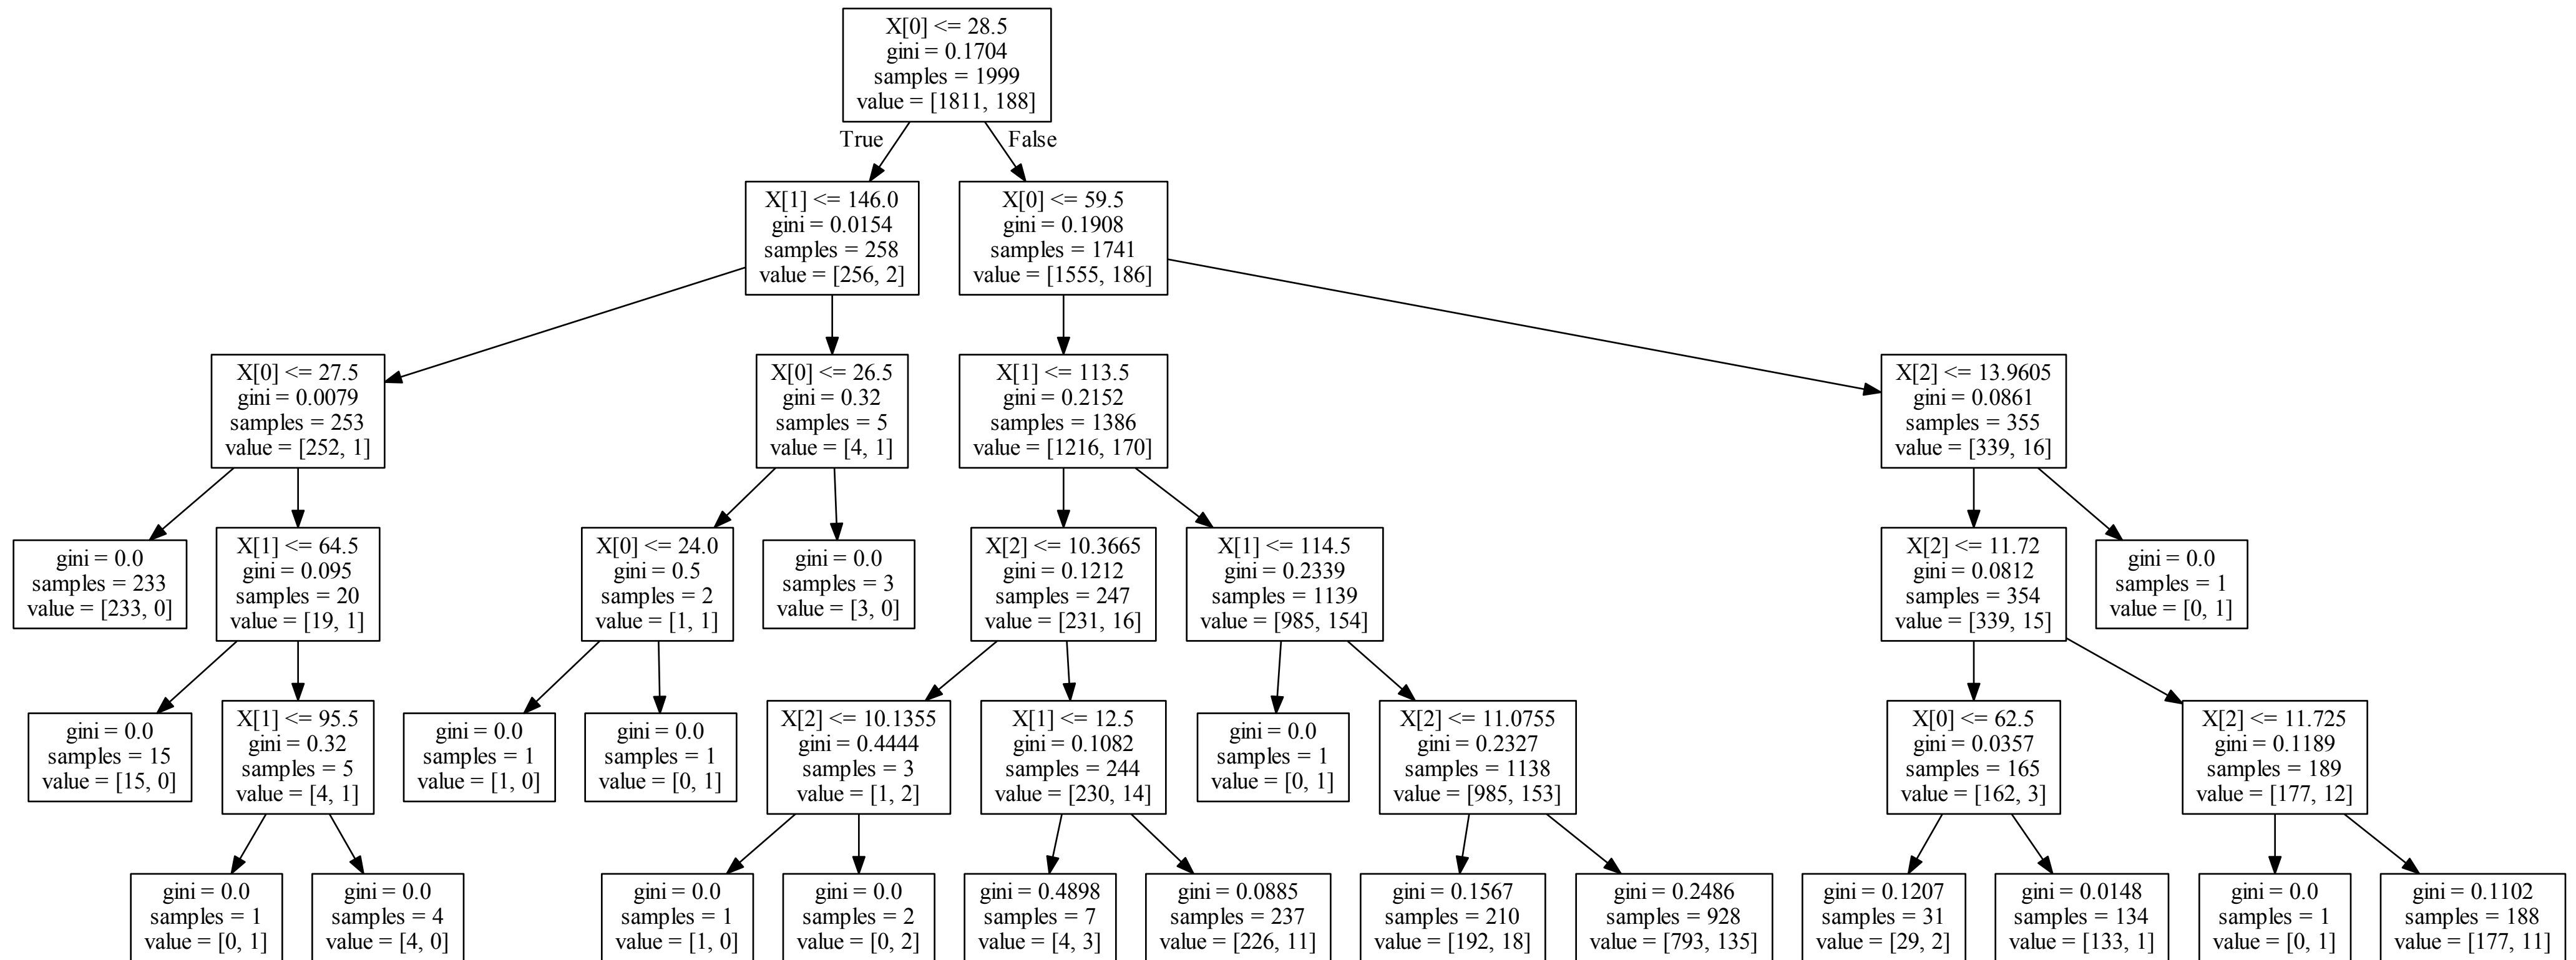 X[0] <= 28.5
gini = 0.1704
samples = 1999
value = [1811, 188]
True
False
X[1] <= 146.0
gini = 0.0154
samples = 258
value = [256, 2]
X[0] <= 59.5
gini = 0.1908
samples = 1741
value = [1555, 186]
X[0] <= 27.5
gini = 0.0079
samples = 253
value = [252, 1]
X[0] <= 26.5
gini = 0.32
samples = 5
value = [4, 1]
X[1] <= 113.5
gini = 0.2152
samples = 1386
value = [1216, 170]
X[2] <= 13.9605
gini = 0.0861
samples = 355
value = [339, 16]
gini = 0.0
samples = 233
value = [233, 0]
X[1] <= 64.5
gini = 0.095
samples = 20
value = [19, 1]
X[0] <= 24.0
gini = 0.5
samples = 2
value = [1, 1]
gini = 0.0
samples = 3
value = [3, 0]
X[2] <= 10.3665
gini = 0.1212
samples = 247
value = [231, 16]
X[1] <= 114.5
gini = 0.2339
samples = 1139
value = [985, 154]
X[2] <= 11.72
gini = 0.0812
samples = 354
value = [339, 15]
gini = 0.0
samples = 1
value = [0, 1]
gini = 0.0
samples = 15
value = [15, 0]
X[1] <= 95.5
gini = 0.32
samples = 5
value = [4, 1]
gini = 0.0
samples = 1
value = [1, 0]
gini = 0.0
samples = 1
value = [0, 1]
X[2] <= 10.1355
gini = 0.4444
samples = 3
value = [1, 2]
X[1] <= 12.5
gini = 0.1082
samples = 244
value = [230, 14]
gini = 0.0
samples = 1
value = [0, 1]
X[2] <= 11.0755
gini = 0.2327
samples = 1138
value = [985, 153]
X[0] <= 62.5
gini = 0.0357
samples = 165
value = [162, 3]
X[2] <= 11.725
gini = 0.1189
samples = 189
value = [177, 12]
gini = 0.0
samples = 1
value = [0, 1]
gini = 0.0
samples = 4
value = [4, 0]
gini = 0.0
samples = 1
value = [1, 0]
gini = 0.0
samples = 2
value = [0, 2]
gini = 0.4898
samples = 7
value = [4, 3]
gini = 0.0885
samples = 237
value = [226, 11]
gini = 0.1567
samples = 210
value = [192, 18]
gini = 0.2486
samples = 928
value = [793, 135]
gini = 0.1207
samples = 31
value = [29, 2]
gini = 0.0148
samples = 134
value = [133, 1]
gini = 0.0
samples = 1
value = [0, 1]
gini = 0.1102
samples = 188
value = [177, 11]